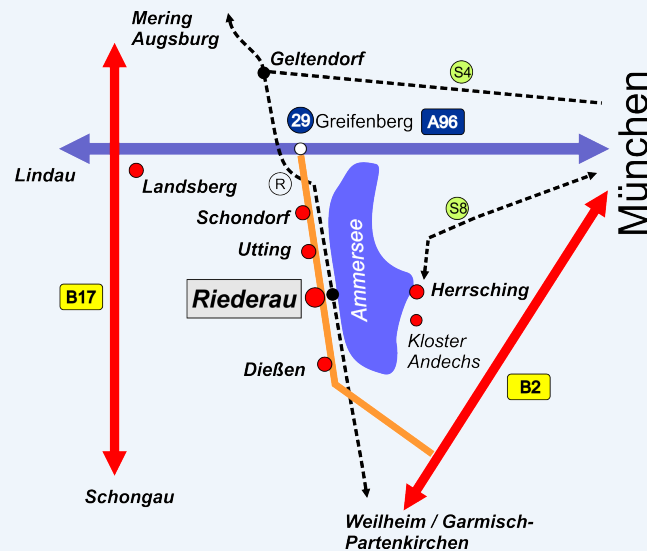 Mering
Augsburg
Geltendorf
S4
München
29 Greifenberg A96
Lindau
Landsberg
R
Schondorf
S8
Utting
B17
Riederau
Ammersee
Herrsching
Kloster
Andechs
Dießen
B2
Schongau
Weilheim / Garmisch-
Partenkirchen